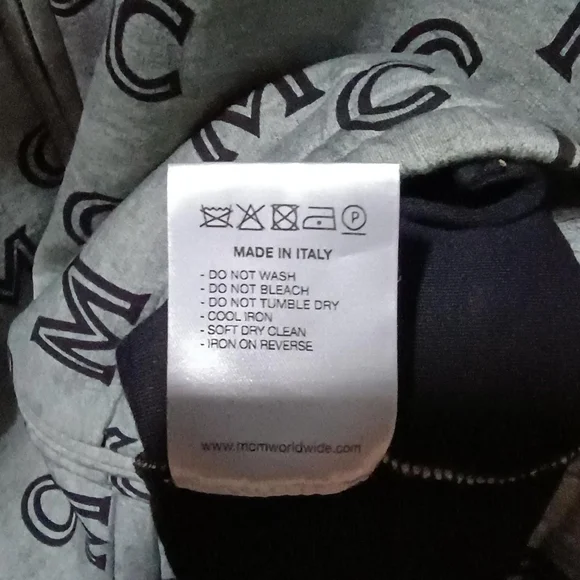 P
MADE IN ITALY
- DO NOT WASH
- DO NOT BLEACH
- DO NOT TUMBLE DRY
- COOL IRON
- SOFT DRY CLEAN
- IRON ON REVERSE
www.mcmworldwide.com